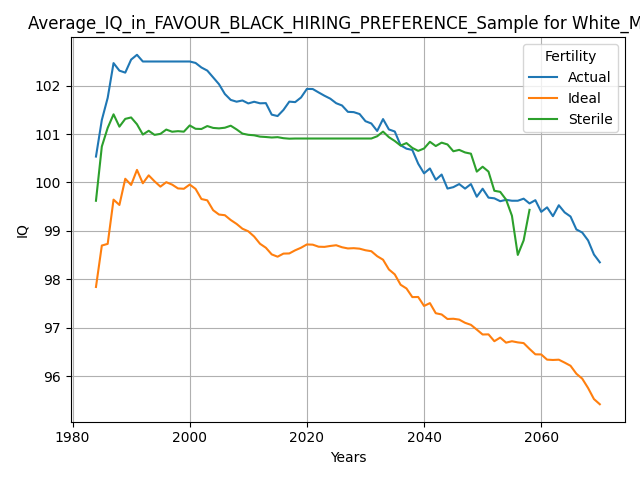 Average_IQ_in_FAVOUR_BLACK_HIRING_PREFERENCE_Sample for White_M
Fertility
Actual
Ideal
Sterile
IQ
102
101
100
99
98
97
96
1980
2000
2020
2040
2060
Years